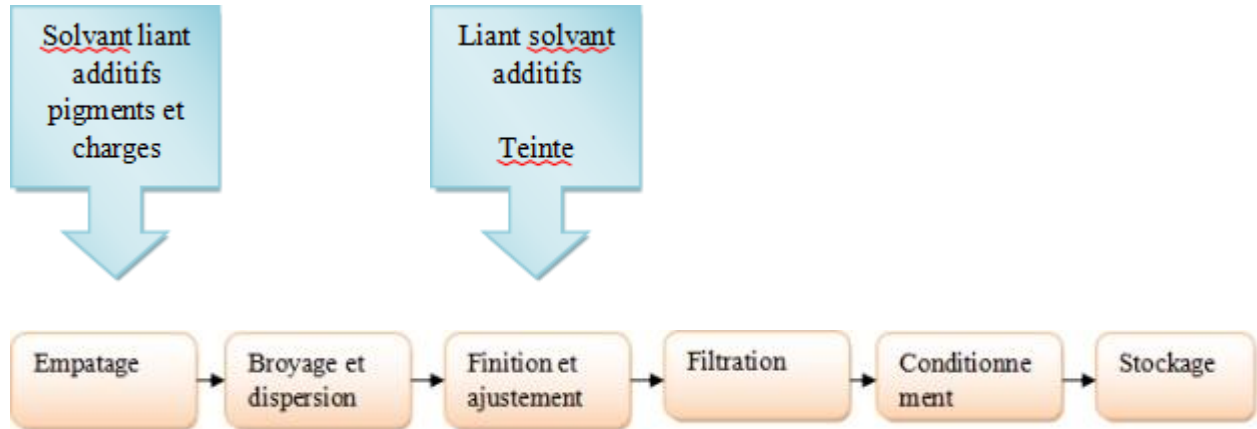 Solvant liant
additifs
pigments et
charges
Liant solvant
additifs
Teinte
Empatage
Broyage et
dispersion
Finition et
ajustement
Filtration
Conditionne
ment
Stockage